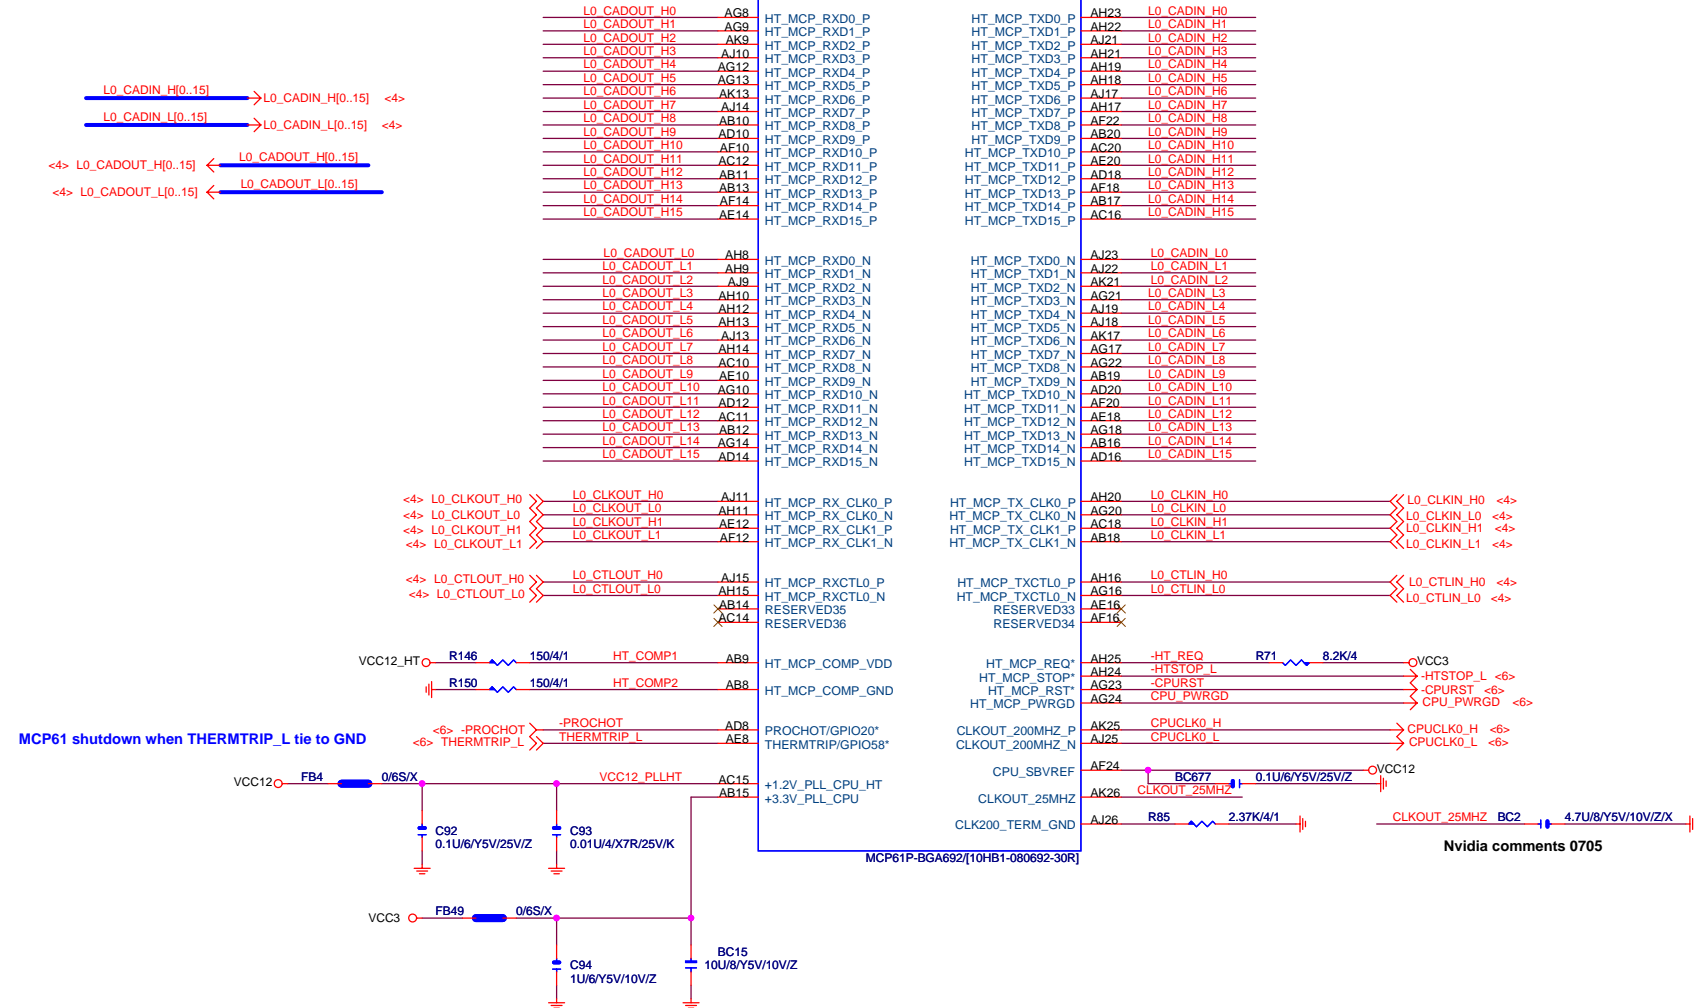 L0_CADOUT_H0 AG8 HT_MCP_RXD0_P HT_MCP_TXD0_P AH23 L0_CADIN_H0
L0_CADOUT_H1 AG9 HT_MCP_RXD1_P HT_MCP_TXD1_P AH22 L0_CADIN_H1
L0_CADOUT_H2 AK9 HT_MCP_RXD2_P HT_MCP_TXD2_P AJ21 L0_CADIN_H2
L0_CADOUT_H3 AJ10 HT_MCP_RXD3_P HT_MCP_TXD3_P AH21 L0_CADIN_H3
L0_CADOUT_H4 AG12 HT_MCP_RXD4_P HT_MCP_TXD4_P AH19 L0_CADIN_H4
L0_CADOUT_H5 AG13 HT_MCP_RXD5_P HT_MCP_TXD5_P AH18 L0_CADIN_H5
L0_CADOUT_H6 AK13 HT_MCP_RXD6_P HT_MCP_TXD6_P AJ17 L0_CADIN_H6
L0_CADOUT_H7 AJ14 HT_MCP_RXD7_P HT_MCP_TXD7_P AH17 L0_CADIN_H7
L0_CADOUT_H8 AB10 HT_MCP_RXD8_P HT_MCP_TXD8_P AF22 L0_CADIN_H8
L0_CADOUT_H9 AD10 HT_MCP_RXD9_P HT_MCP_TXD9_P AB20 L0_CADIN_H9
L0_CADOUT_H10 AF10 HT_MCP_RXD10_P HT_MCP_TXD10_P AC20 L0_CADIN_H10
L0_CADOUT_H11 AC12 HT_MCP_RXD11_P HT_MCP_TXD11_P AE20 L0_CADIN_H11
L0_CADOUT_H12 AB11 HT_MCP_RXD12_P HT_MCP_TXD12_P AD18 L0_CADIN_H12
L0_CADOUT_H13 AB13 HT_MCP_RXD13_P HT_MCP_TXD13_P AF18 L0_CADIN_H13
L0_CADOUT_H14 AF14 HT_MCP_RXD14_P HT_MCP_TXD14_P AB17 L0_CADIN_H14
L0_CADOUT_H15 AE14 HT_MCP_RXD15_P HT_MCP_TXD15_P AC16 L0_CADIN_H15
L0_CADIN_H[0..15] L0_CADIN_H[0..15] <4>
L0_CADIN_L[0..15] L0_CADIN_L[0..15] <4>
<4> L0_CADOUT_H[0..15] L0_CADOUT_H[0..15]
<4> L0_CADOUT_L[0..15] L0_CADOUT_L[0..15]
L0_CADOUT_L0 AH8 HT_MCP_RXD0_N HT_MCP_TXD0_N AJ23 L0_CADIN_L0
L0_CADOUT_L1 AH9 HT_MCP_RXD1_N HT_MCP_TXD1_N AJ22 L0_CADIN_L1
L0_CADOUT_L2 AJ9 HT_MCP_RXD2_N HT_MCP_TXD2_N AK21 L0_CADIN_L2
L0_CADOUT_L3 AH10 HT_MCP_RXD3_N HT_MCP_TXD3_N AG21 L0_CADIN_L3
L0_CADOUT_L4 AH12 HT_MCP_RXD4_N HT_MCP_TXD4_N AJ19 L0_CADIN_L4
L0_CADOUT_L5 AH13 HT_MCP_RXD5_N HT_MCP_TXD5_N AJ18 L0_CADIN_L5
L0_CADOUT_L6 AJ13 HT_MCP_RXD6_N HT_MCP_TXD6_N AK17 L0_CADIN_L6
L0_CADOUT_L7 AH14 HT_MCP_RXD7_N HT_MCP_TXD7_N AG17 L0_CADIN_L7
L0_CADOUT_L8 AC10 HT_MCP_RXD8_N HT_MCP_TXD8_N AG22 L0_CADIN_L8
L0_CADOUT_L9 AE10 HT_MCP_RXD9_N HT_MCP_TXD9_N AB19 L0_CADIN_L9
L0_CADOUT_L10 AG10 HT_MCP_RXD10_N HT_MCP_TXD10_N AD20 L0_CADIN_L10
L0_CADOUT_L11 AD12 HT_MCP_RXD11_N HT_MCP_TXD11_N AF20 L0_CADIN_L11
L0_CADOUT_L12 AC11 HT_MCP_RXD12_N HT_MCP_TXD12_N AE18 L0_CADIN_L12
L0_CADOUT_L13 AB12 HT_MCP_RXD13_N HT_MCP_TXD13_N AG18 L0_CADIN_L13
L0_CADOUT_L14 AG14 HT_MCP_RXD14_N HT_MCP_TXD14_N AB16 L0_CADIN_L14
L0_CADOUT_L15 AD14 HT_MCP_RXD15_N HT_MCP_TXD15_N AD16 L0_CADIN_L15
<4> L0_CLKOUT_H0 L0_CLKOUT_H0 AJ11 HT_MCP_RX_CLK0_P HT_MCP_TX_CLK0_P AH20 L0_CLKIN_H0 L0_CLKIN_H0 <4>
<4> L0_CLKOUT_L0 L0_CLKOUT_L0 AH11 HT_MCP_RX_CLK0_N HT_MCP_TX_CLK0_N AG20 L0_CLKIN_L0 L0_CLKIN_L0 <4>
<4> L0_CLKOUT_H1 L0_CLKOUT_H1 AE12 HT_MCP_RX_CLK1_P HT_MCP_TX_CLK1_P AC18 L0_CLKIN_H1 L0_CLKIN_H1 <4>
<4> L0_CLKOUT_L1 L0_CLKOUT_L1 AF12 HT_MCP_RX_CLK1_N HT_MCP_TX_CLK1_N AB18 L0_CLKIN_L1 L0_CLKIN_L1 <4>
<4> L0_CTLOUT_H0 L0_CTLOUT_H0 AJ15 HT_MCP_RXCTL0_P HT_MCP_TXCTL0_P AH16 L0_CTLIN_H0 L0_CTLIN_H0 <4>
<4> L0_CTLOUT_L0 L0_CTLOUT_L0 AH15 HT_MCP_RXCTL0_N HT_MCP_TXCTL0_N AG16 L0_CTLIN_L0 L0_CTLIN_L0 <4>
AB14 RESERVED35 RESERVED33 AE16
AC14 RESERVED36 RESERVED34 AF16
VCC12_HT R146 150/4/1 HT_COMP1 AB9 HT_MCP_COMP_VDD HT_MCP_REQ* AH25 -HT_REQ R71 8.2K/4 VCC3
HT_MCP_STOP* AH24 -HTSTOP_L -HTSTOP_L <6>
R150 150/4/1 HT_COMP2 AB8 HT_MCP_COMP_GND HT_MCP_RST* AG23 -CPURST -CPURST <6>
HT_MCP_PWRGD AG24 CPU_PWRGD CPU_PWRGD <6>
<6> -PROCHOT -PROCHOT AD8 PROCHOT/GPIO20* CLKOUT_200MHZ_P AK25 CPUCLK0_H CPUCLK0_H <6>
MCP61 shutdown when THERMTRIP_L tie to GND <6> THERMTRIP_L THERMTRIP_L AE8 THERMTRIP/GPIO58* CLKOUT_200MHZ_N AJ25 CPUCLK0_L CPUCLK0_L <6>
CPU_SBVREF AF24 VCC12
VCC12 FB4 0/6S/X VCC12_PLLHT AC15 +1.2V_PLL_CPU_HT BC677 0.1U/6/Y5V/25V/Z
AB15 +3.3V_PLL_CPU CLKOUT_25MHZ AK26 CLKOUT_25MHZ
CLK200_TERM_GND AJ26 R85 2.37K/4/1 CLKOUT_25MHZ BC2 4.7U/8/Y5V/10V/Z/X
C92 C93
0.1U/6/Y5V/25V/Z 0.01U/4/X7R/25V/K
Nvidia comments 0705
MCP61P-BGA692/[10HB1-080692-30R]
VCC3 FB49 0/6S/X
BC15
C94 10U/8/Y5V/10V/Z
1U/6/Y5V/10V/Z